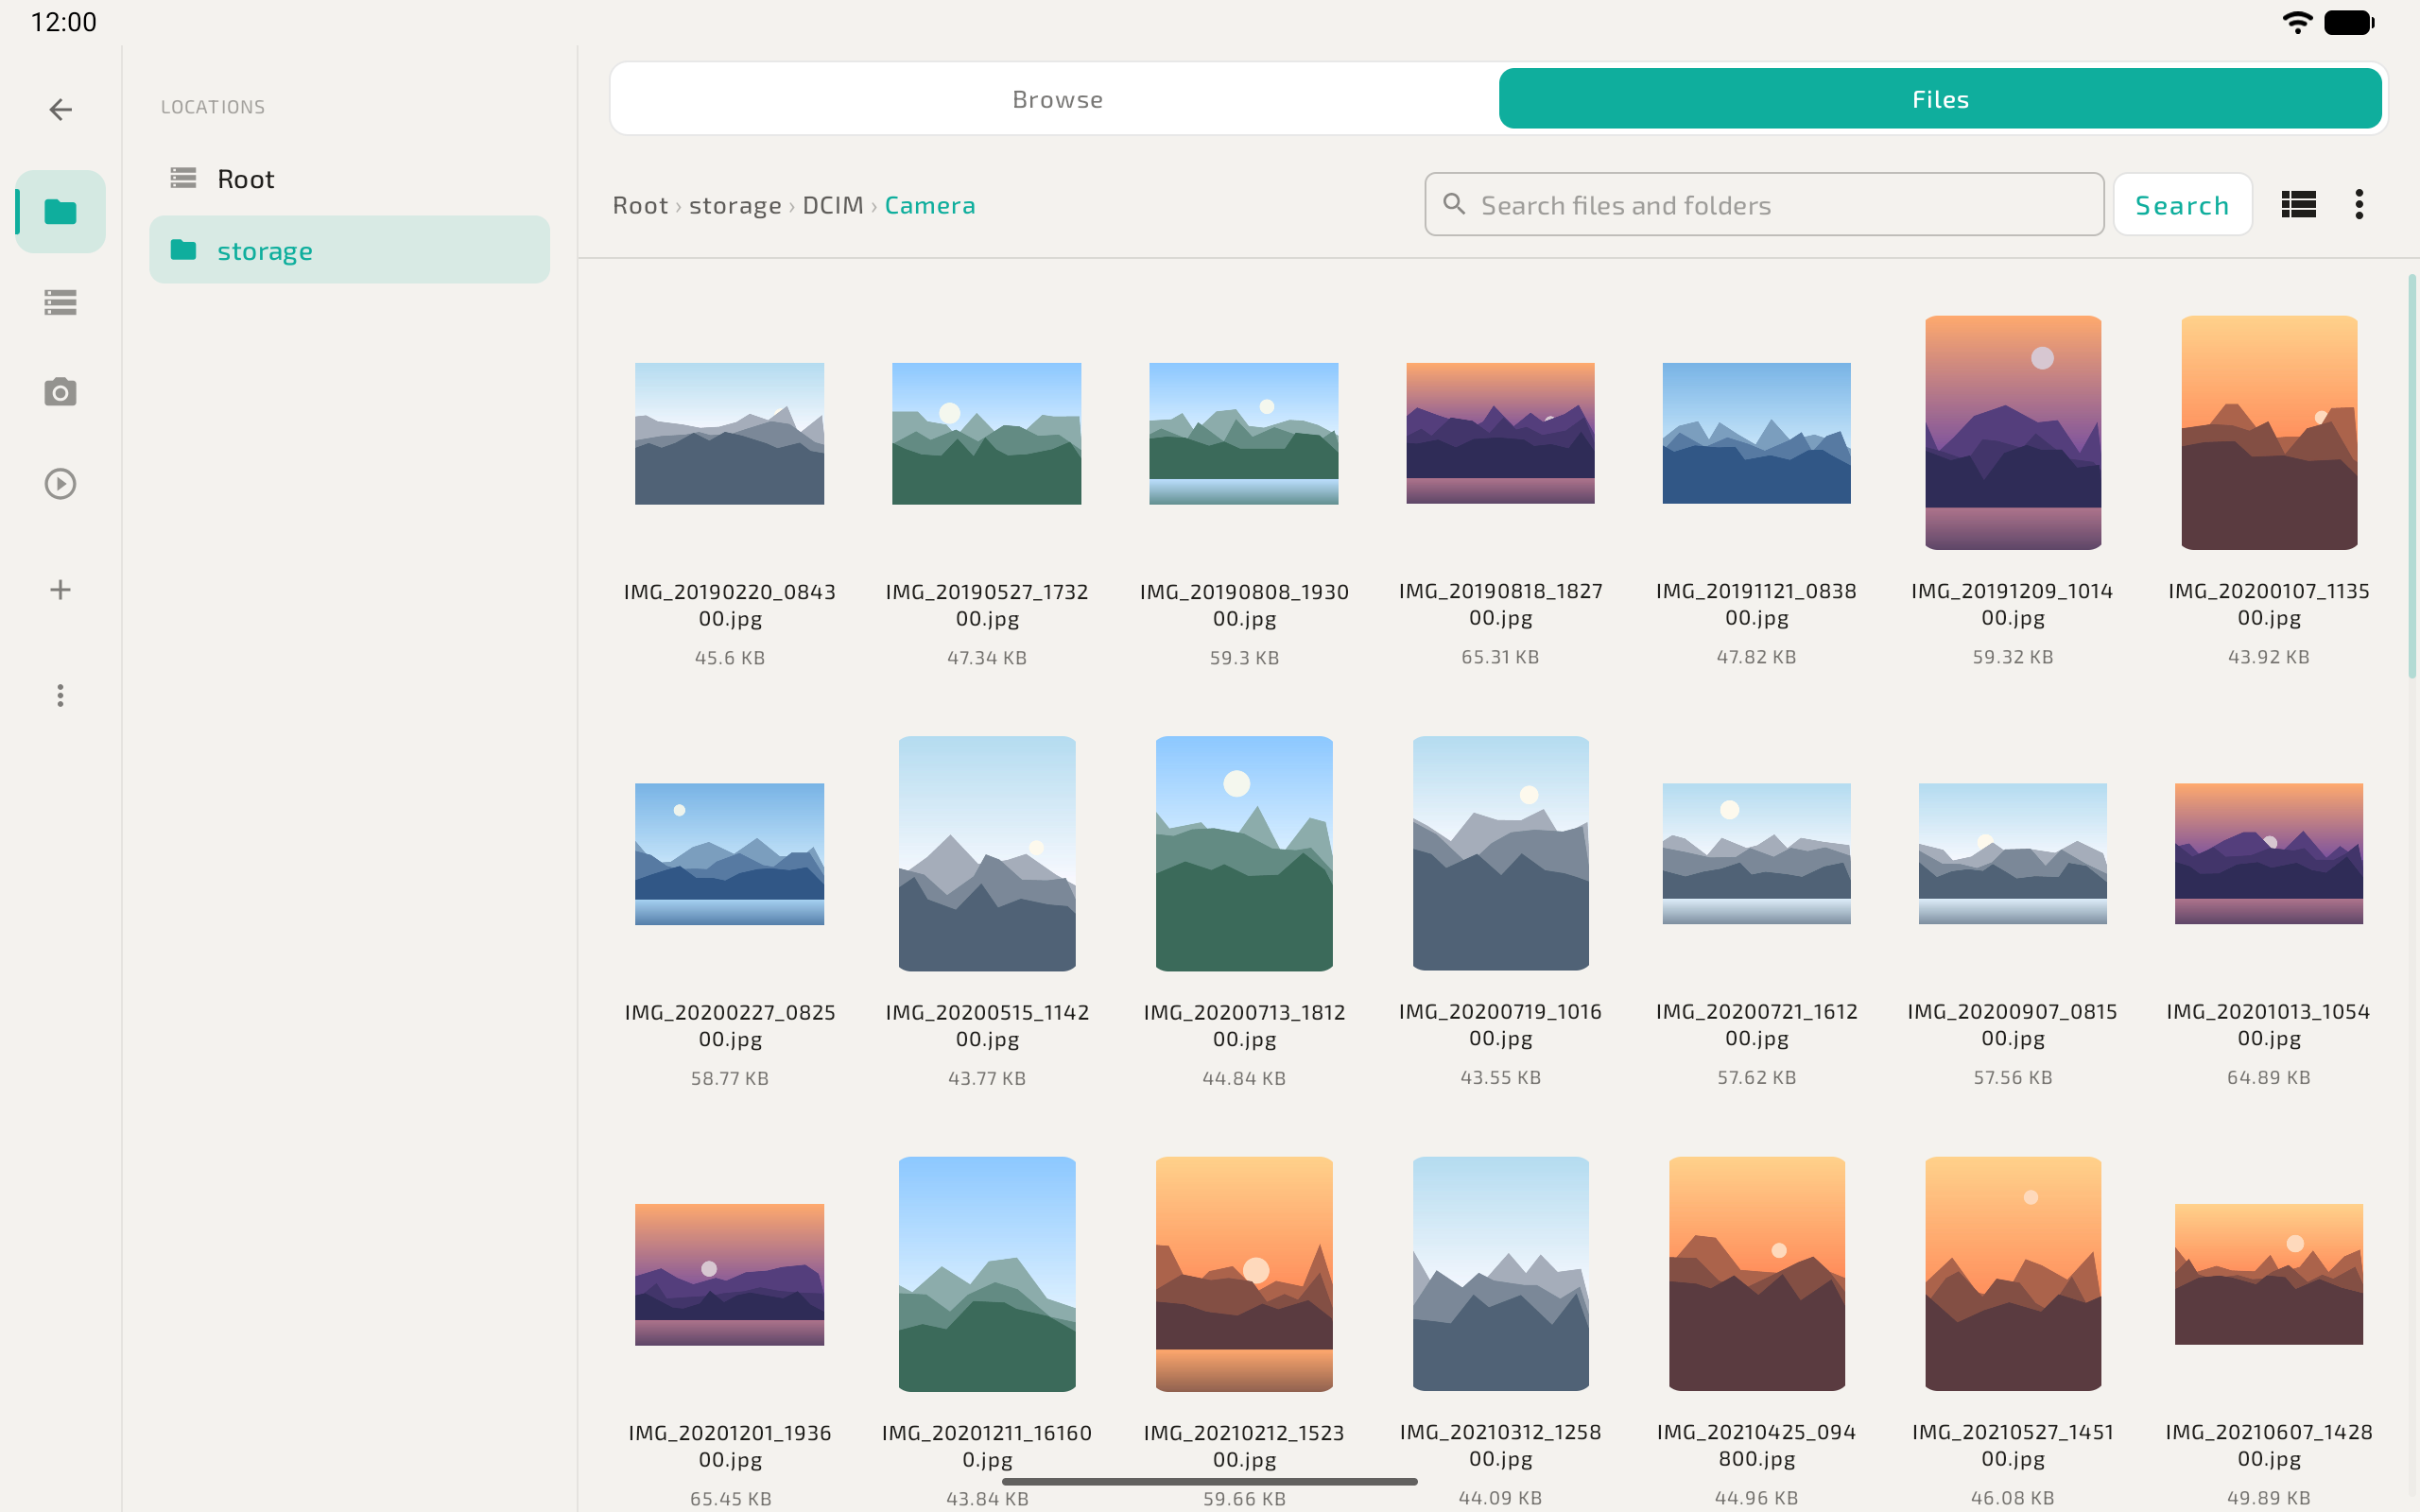 12:00
LOCATIONS
Root
storage
Browse
Files
Root › storage › DCIM › Camera
Search files and folders
Search
IMG_20190220_0843
00.jpg
45.6 KB
IMG_20190527_1732
00.jpg
47.34 KB
IMG_20190808_1930
00.jpg
59.3 KB
IMG_20190818_1827
00.jpg
65.31 KB
IMG_20191121_0838
00.jpg
47.82 KB
IMG_20191209_1014
00.jpg
59.32 KB
IMG_20200107_1135
00.jpg
43.92 KB
IMG_20200227_0825
00.jpg
58.77 KB
IMG_20200515_1142
00.jpg
43.77 KB
IMG_20200713_1812
00.jpg
44.84 KB
IMG_20200719_1016
00.jpg
43.55 KB
IMG_20200721_1612
00.jpg
57.62 KB
IMG_20200907_0815
00.jpg
57.56 KB
IMG_20201013_1054
00.jpg
64.89 KB
IMG_20201201_1936
00.jpg
65.45 KB
IMG_20201211_16160
0.jpg
43.84 KB
IMG_20210212_1523
00.jpg
59.66 KB
IMG_20210312_1258
00.jpg
44.09 KB
IMG_20210425_094
800.jpg
44.96 KB
IMG_20210527_1451
00.jpg
46.08 KB
IMG_20210607_1428
00.jpg
49.89 KB